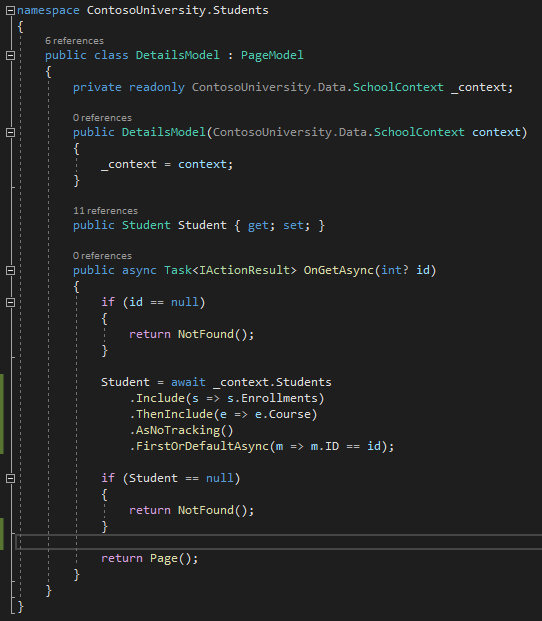 namespace ContosoUniversity.Students
{
6 references
public class DetailsModel : PageModel
{
private readonly ContosoUniversity.Data.SchoolContext _context;
0 references
public DetailsModel(ContosoUniversity.Data.SchoolContext context)
{
_context = context;
}
11 references
public Student Student { get; set; }
0 references
public async Task<IActionResult> OnGetAsync(int? id)
{
if (id == null)
{
return NotFound();
}
Student = await _context.Students
.Include(s => s.Enrollments)
.ThenInclude(e => e.Course)
.AsNoTracking()
.FirstOrDefaultAsync(m => m.ID == id);
if (Student == null)
{
return NotFound();
}
return Page();
}
}
}